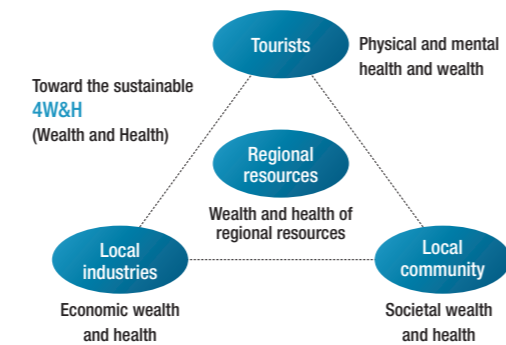 Tourists
Physical and mental
health and wealth
Toward the sustainable
4W&H
(Wealth and Health)
Regional
resources
Wealth and health of
regional resources
Local
industries
Economic wealth
and health
Local
community
Societal wealth
and health